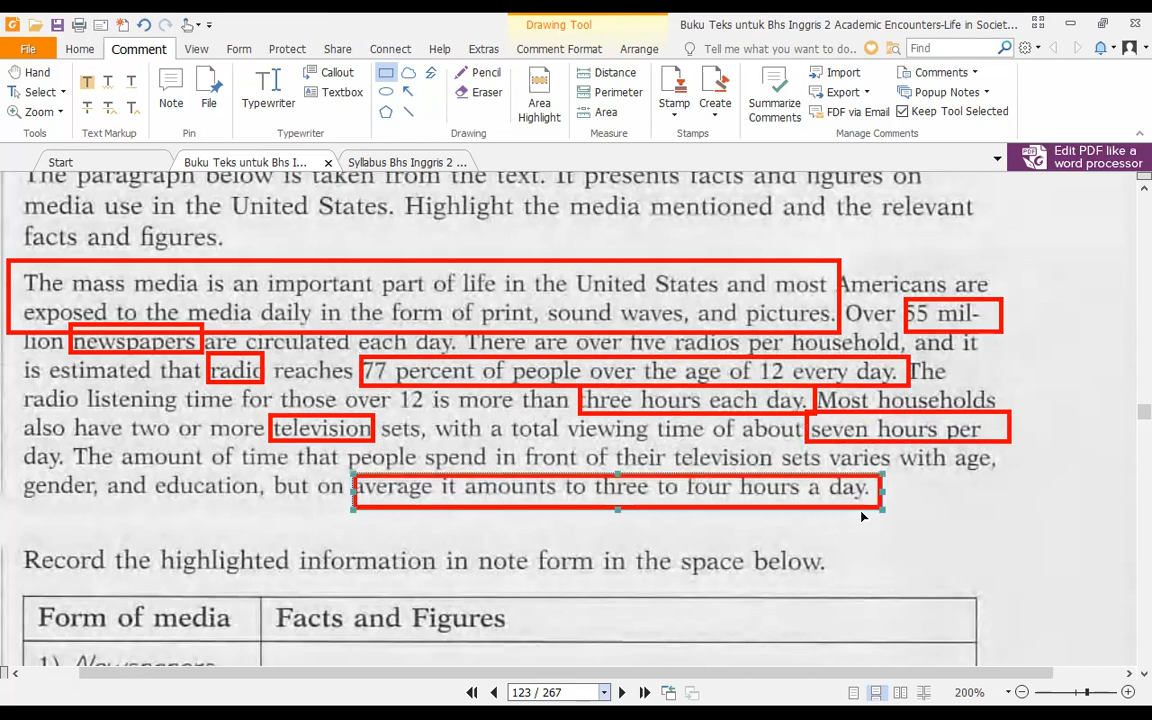 Drawing Tool
Buku Teks untuk Bhs Inggris 2 Academic Encounters-Life in Societ...
File Home Comment View Form Protect Share Connect Help Extras Comment Format Arrange Tell me what you want to do.. Find
Hand
Select
Zoom
Tools
Text Markup
Note
File
Pin
Typewriter
Callout
Textbox
Typewriter
Pencil
Eraser
Drawing
Area Highlight
Distance
Perimeter
Area
Measure
Stamp
Create
Stamps
Summarize Comments
Import
Export
FDF via Email
Comments
Popup Notes
Keep Tool Selected
Manage Comments
Start
Buku Teks untuk Bhs I...
Syllabus Bhs Inggris 2 ...
Edit PDF like a
word processor
The paragraph below is taken from the text. It presents facts and figures on
media use in the United States. Highlight the media mentioned and the relevant
facts and figures.
The mass media is an important part of life in the United States and most Americans are
exposed to the media daily in the form of print, sound waves, and pictures. Over 55 mil-
lion newspapers are circulated each day. There are over five radios per household, and it
is estimated that radio reaches 77 percent of people over the age of 12 every day. The
radio listening time for those over 12 is more than three hours each day. Most households
also have two or more television sets, with a total viewing time of about seven hours per
day. The amount of time that people spend in front of their television sets varies with age,
gender, and education, but on average it amounts to three to four hours a day.
Record the highlighted information in note form in the space below.
Form of media Facts and Figures
1) Newspapers
123 / 267
200%